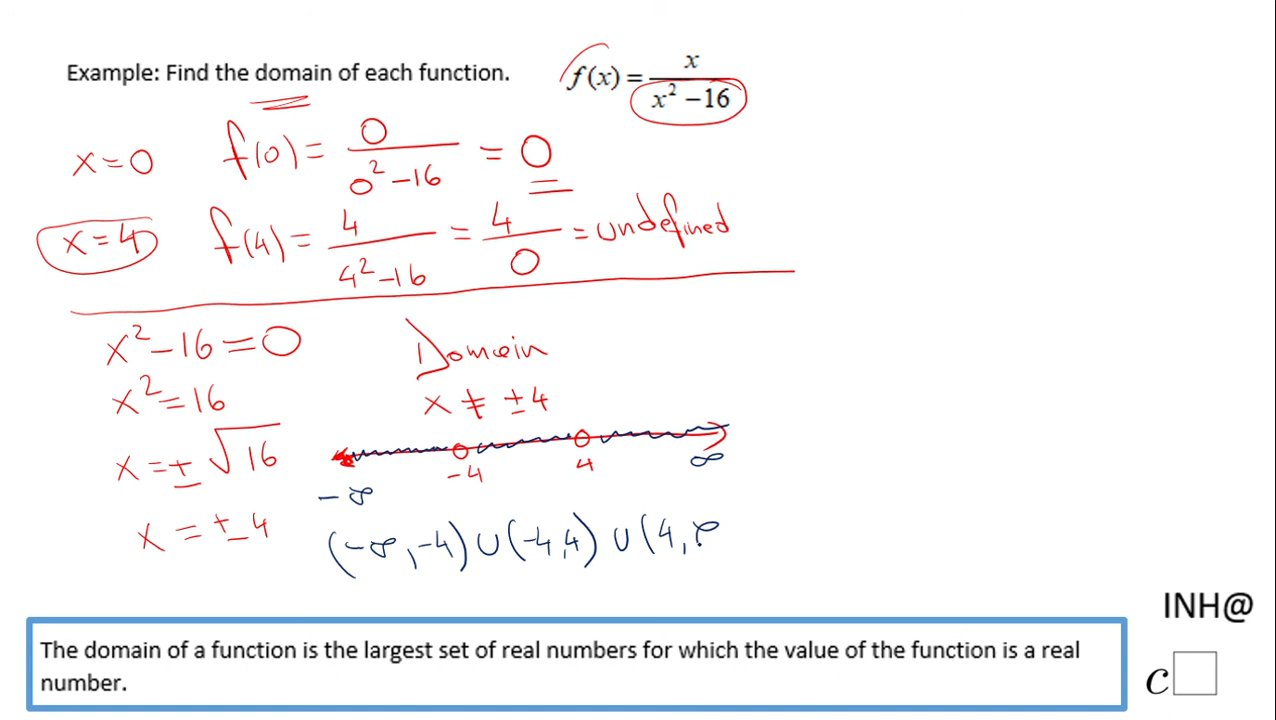 Example: Find the domain of each function. f(x) = x / (x² − 16)
x = 0 f(0) = 0 / (0² − 16) = 0
x = 4 f(4) = 4 / (4² − 16) = 4 / 0 = undefined
x² − 16 = 0 Domain
x² = 16 x ≠ ± 4
x = ± √16 −4 4 ∞
−∞
x = ± 4 (−∞, −4) ∪ (−4, 4) ∪ (4, ∞
INH@
The domain of a function is the largest set of real numbers for which the value of the function is a real
number.
c